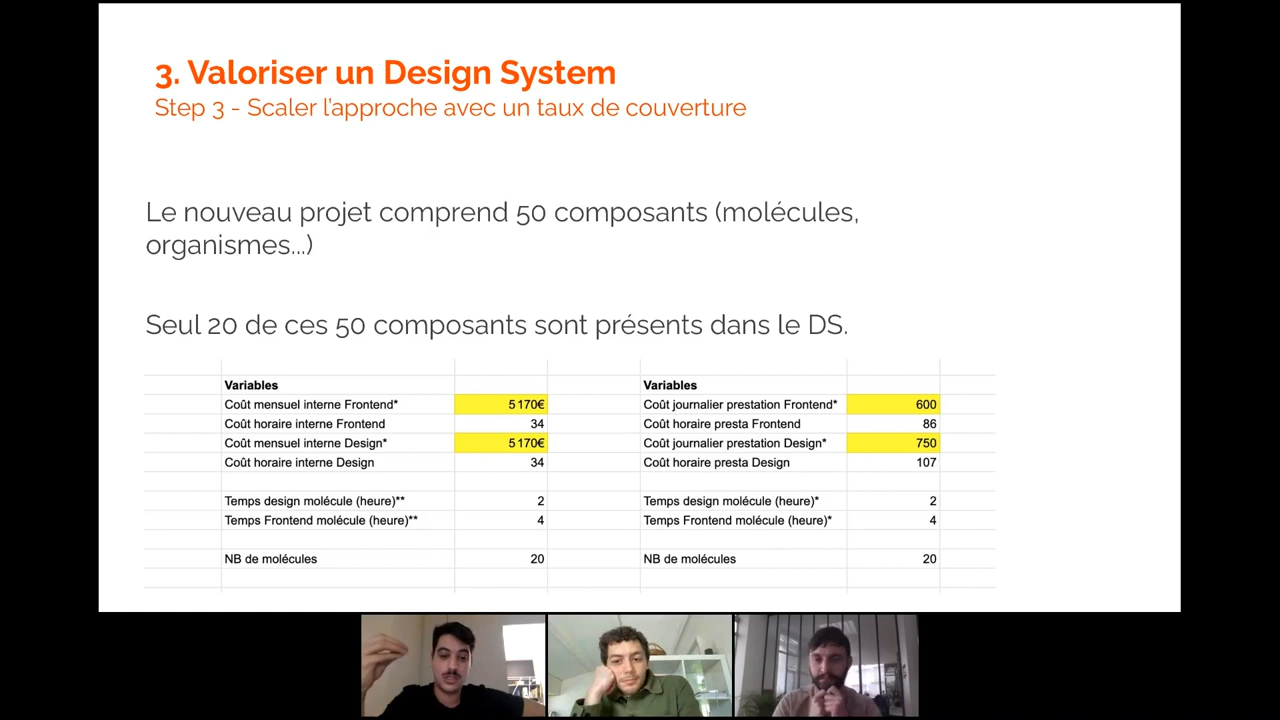 3. Valoriser un Design System
Step 3 - Scaler l'approche avec un taux de couverture
Le nouveau projet comprend 50 composants (molécules,
organismes...)
Seul 20 de ces 50 composants sont présents dans le DS.
Variables Variables
Coût mensuel interne Frontend* 5 170€ Coût journalier prestation Frontend* 600
Coût horaire interne Frontend 34 Coût horaire presta Frontend 86
Coût mensuel interne Design* 5 170€ Coût journalier prestation Design* 750
Coût horaire interne Design 34 Coût horaire presta Design 107
Temps design molécule (heure)** 2 Temps design molécule (heure)* 2
Temps Frontend molécule (heure)** 4 Temps Frontend molécule (heure)* 4
NB de molécules 20 NB de molécules 20